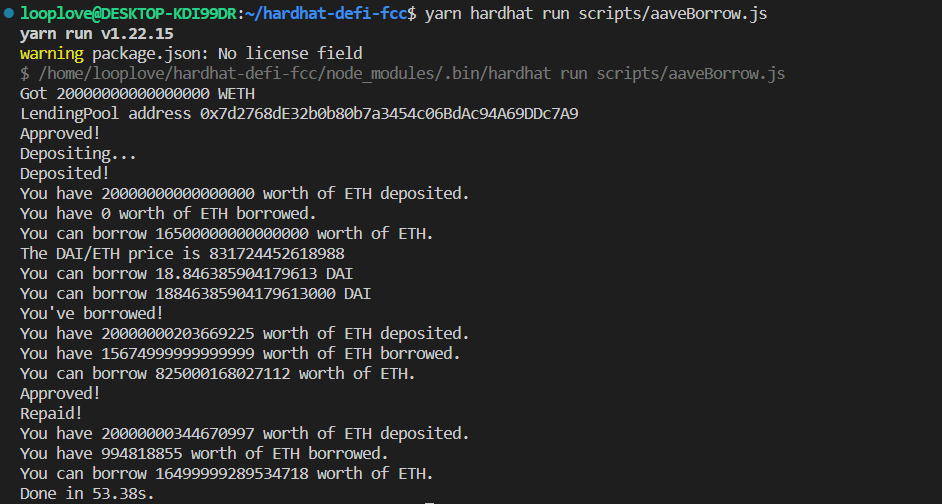 looplove@DESKTOP-KDI99DR:~/hardhat-defi-fcc$ yarn hardhat run scripts/aaveBorrow.js
yarn run v1.22.15
warning package.json: No license field
$ /home/looplove/hardhat-defi-fcc/node_modules/.bin/hardhat run scripts/aaveBorrow.js
Got 20000000000000000 WETH
LendingPool address 0x7d2768dE32b0b80b7a3454c06BdAc94A69DDc7A9
Approved!
Depositing...
Deposited!
You have 20000000000000000 worth of ETH deposited.
You have 0 worth of ETH borrowed.
You can borrow 16500000000000000 worth of ETH.
The DAI/ETH price is 831724452618988
You can borrow 18.846385904179613 DAI
You can borrow 18846385904179613000 DAI
You've borrowed!
You have 20000000203669225 worth of ETH deposited.
You have 15674999999999999 worth of ETH borrowed.
You can borrow 825000168027112 worth of ETH.
Approved!
Repaid!
You have 20000000344670997 worth of ETH deposited.
You have 994818855 worth of ETH borrowed.
You can borrow 16499999289534718 worth of ETH.
Done in 53.38s.